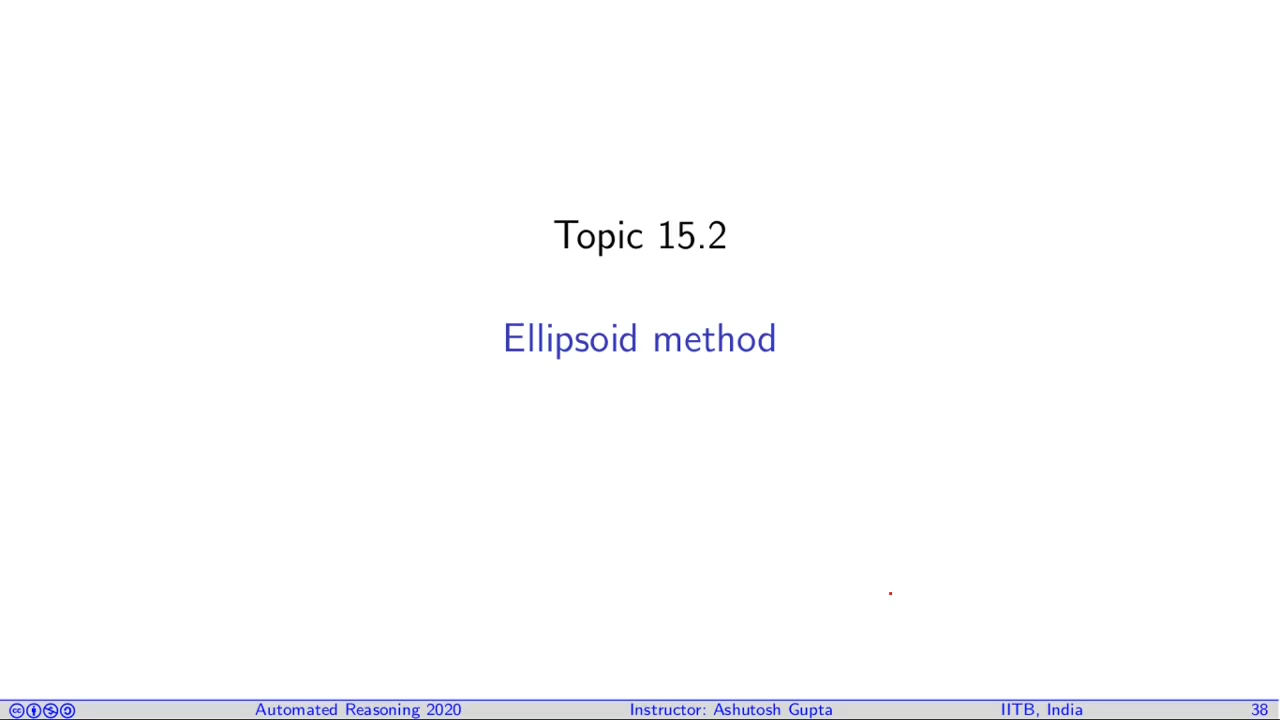 Topic 15.2
Ellipsoid method
Automated Reasoning 2020 Instructor: Ashutosh Gupta IITB, India 38